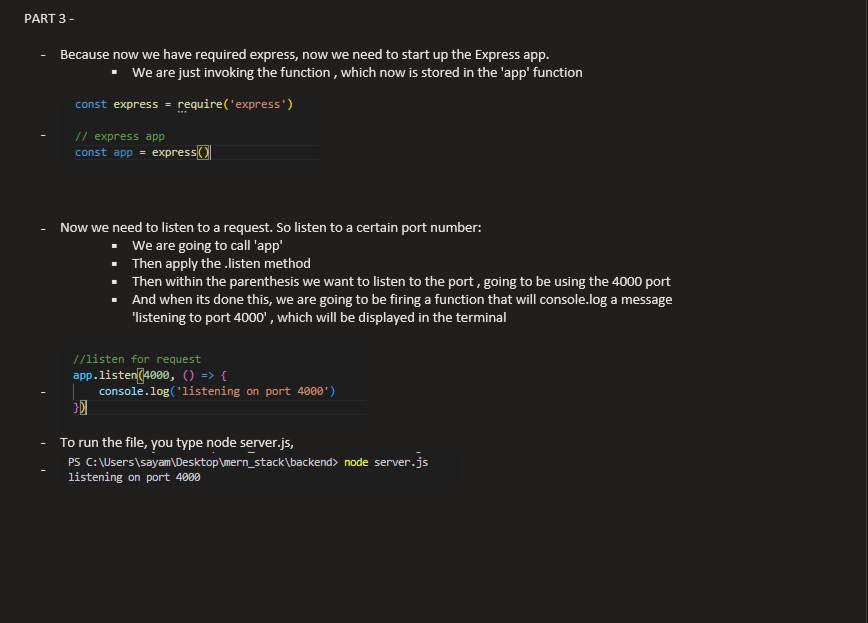 PART 3 -
- Because now we have required express, now we need to start up the Express app.
▪ We are just invoking the function , which now is stored in the 'app' function
const express = require('express')
-
// express app
const app = express()
- Now we need to listen to a request. So listen to a certain port number:
▪ We are going to call 'app'
▪ Then apply the .listen method
▪ Then within the parenthesis we want to listen to the port , going to be using the 4000 port
▪ And when its done this, we are going to be firing a function that will console.log a message
'listening to port 4000' , which will be displayed in the terminal
//listen for request
app.listen(4000, () => {
- console.log('listening on port 4000')
})
- To run the file, you type node server.js,
PS C:\Users\sayam\Desktop\mern_stack\backend> node server.js
-
listening on port 4000